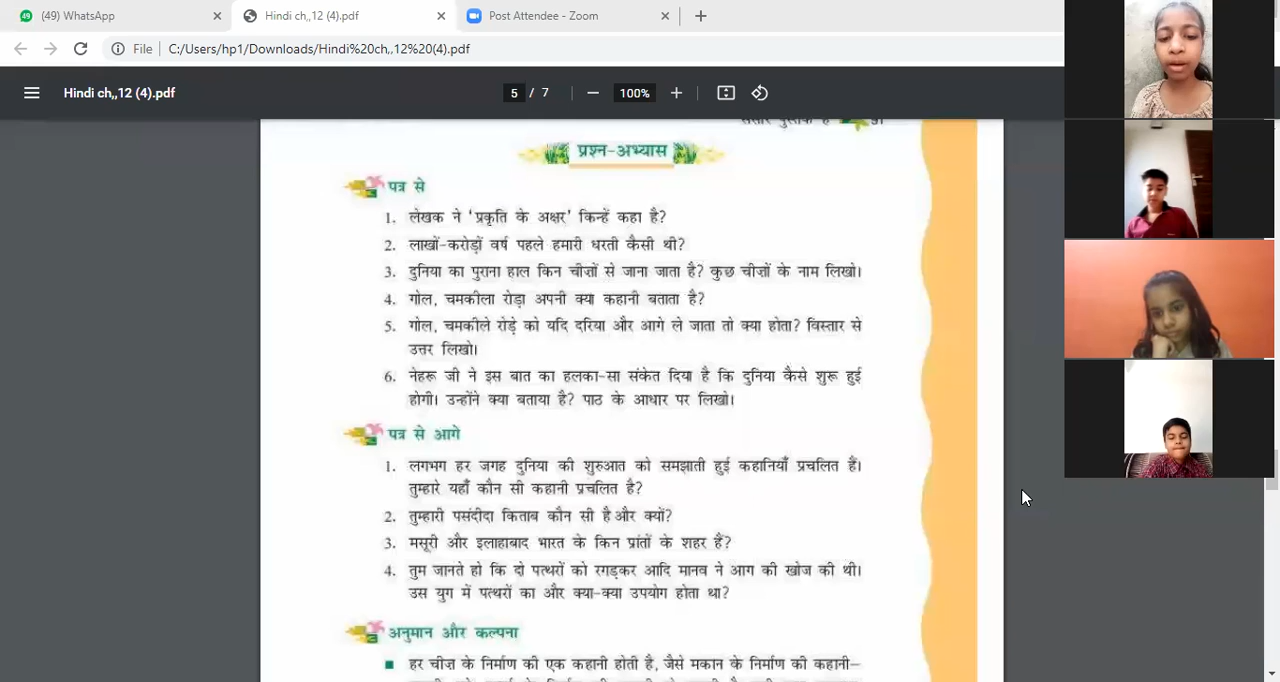 (49) WhatsApp
Hindi ch,,12 (4).pdf
Post Attendee - Zoom
File
C:/Users/hp1/Downloads/Hindi%20ch,,12%20(4).pdf
Hindi ch,,12 (4).pdf
5 / 7
100%
संसार पुस्तक है
प्रश्न-अभ्यास
पत्र से
1. लेखक ने ‘प्रकृति के अक्षर’ किन्हें कहा है?
2. लाखों-करोड़ों वर्ष पहले हमारी धरती कैसी थी?
3. दुनिया का पुराना हाल किन चीज़ों से जाना जाता है? कुछ चीज़ों के नाम लिखो।
4. गोल, चमकीला रोड़ा अपनी क्या कहानी बताता है?
5. गोल, चमकीले रोड़े को यदि दरिया और आगे ले जाता तो क्या होता? विस्तार से
उत्तर लिखो।
6. नेहरू जी ने इस बात का हलका-सा संकेत दिया है कि दुनिया कैसे शुरू हुई
होगी। उन्होंने क्या बताया है? पाठ के आधार पर लिखो।
पत्र से आगे
1. लगभग हर जगह दुनिया की शुरुआत को समझाती हुई कहानियाँ प्रचलित हैं।
तुम्हारे यहाँ कौन सी कहानी प्रचलित है?
2. तुम्हारी पसंदीदा किताब कौन सी है और क्यों?
3. मसूरी और इलाहाबाद भारत के किन प्रांतों के शहर हैं?
4. तुम जानते हो कि दो पत्थरों को रगड़कर आदि मानव ने आग की खोज की थी।
उस युग में पत्थरों का और क्या-क्या उपयोग होता था?
अनुमान और कल्पना
हर चीज़ के निर्माण की एक कहानी होती है, जैसे मकान के निर्माण की कहानी–